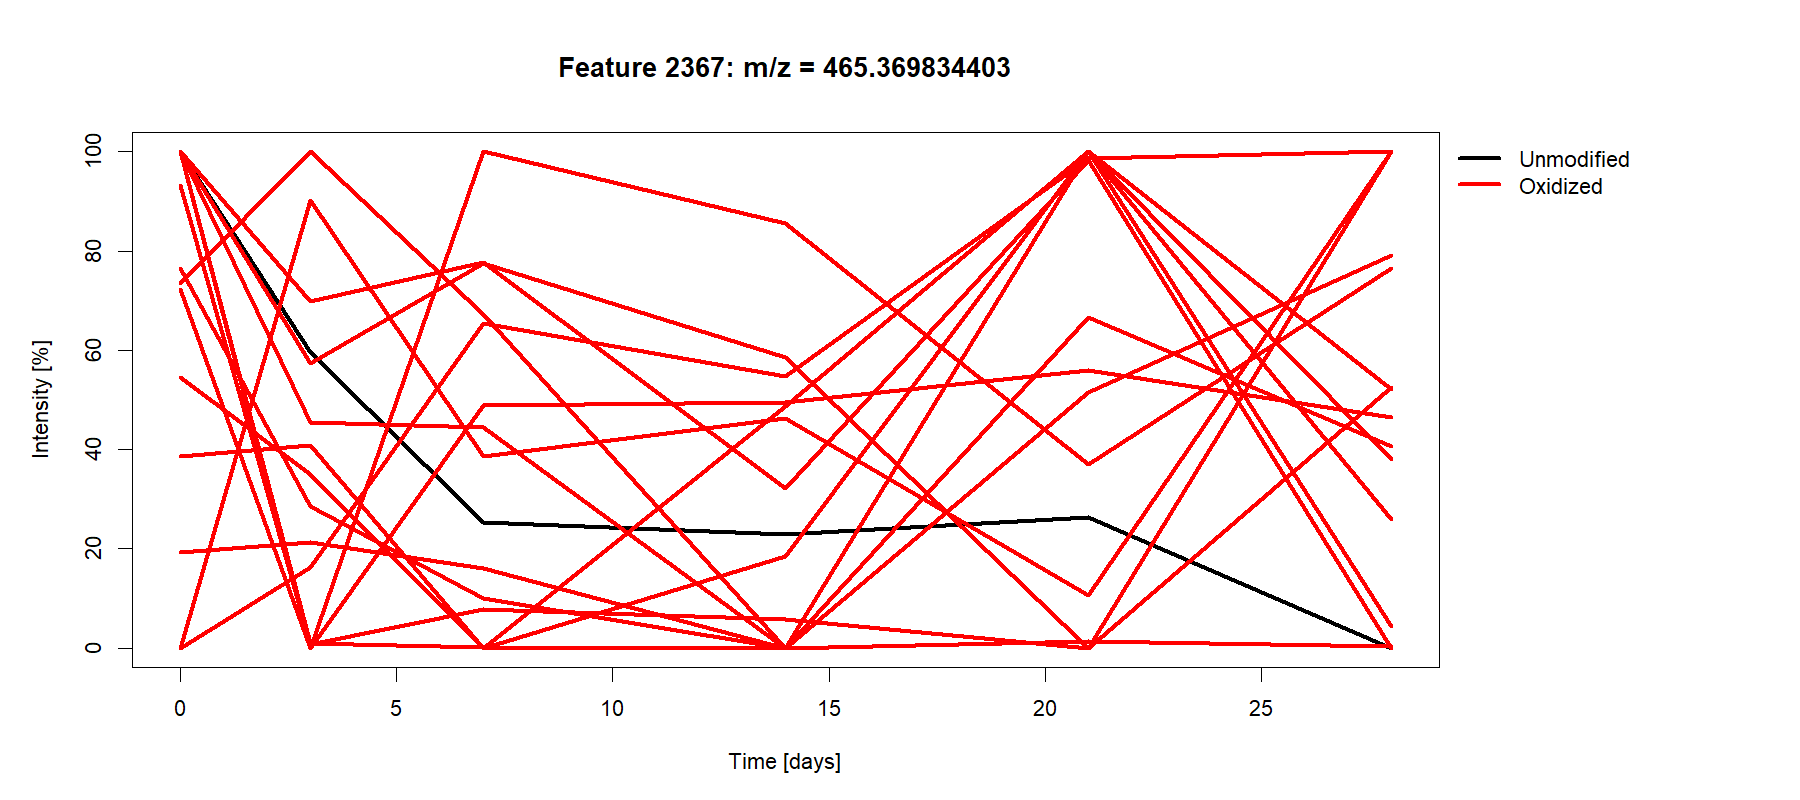 Feature 2367: m/z = 465.369834403
Unmodified
Oxidized
Intensity [%]
100
80
60
40
20
0
0 5 10 15 20 25
Time [days]